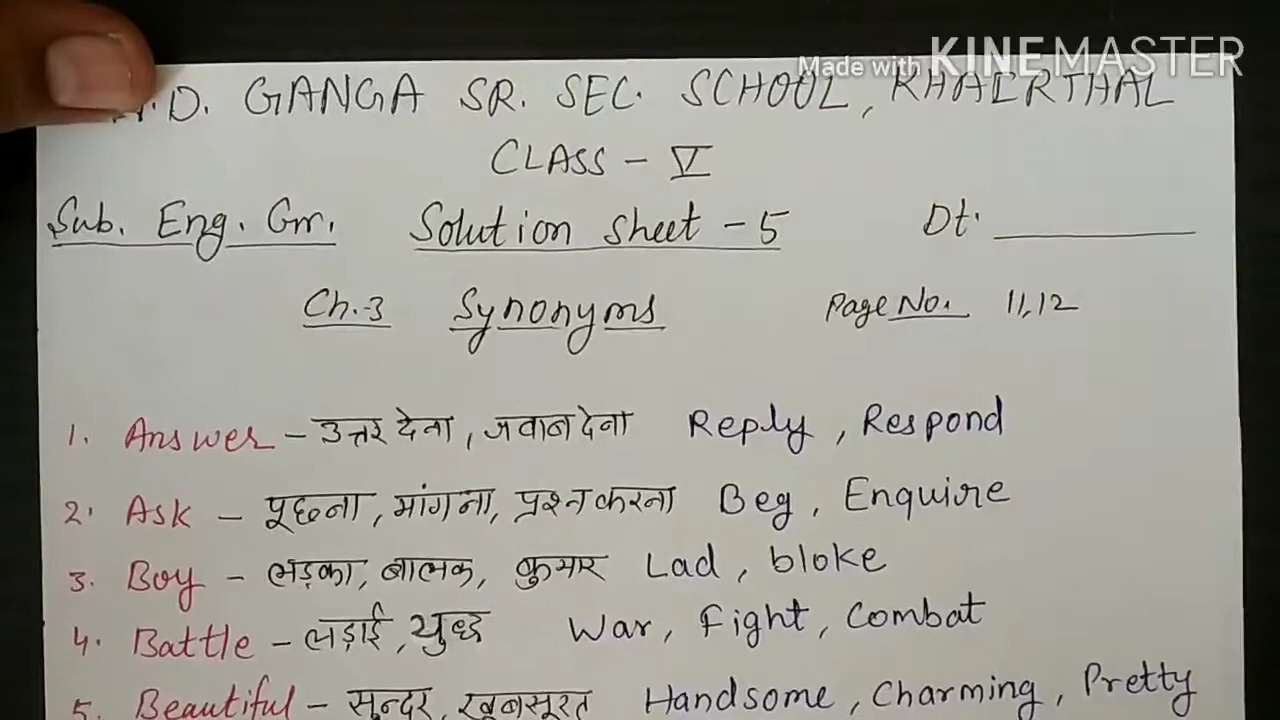 Made with KINEMASTER
D. GANGA SR. SEC. SCHOOL, KHAERTHAL
CLASS - V
Sub. Eng. Gr. Solution Sheet - 5 Dt. ________
Ch.-3 Synonyms Page No. 11,12
1. Answer - उत्तर देना, जवाब देना Reply, Respond
2. Ask - पूछना, मांगना, प्रश्न करना Beg, Enquire
3. Boy - लड़का, बालक, कुमार Lad, bloke
4. Battle - लड़ाई, युध्द War, Fight, Combat
5. Beautiful - सुन्दर, खुबसूरत Handsome, Charming, Pretty